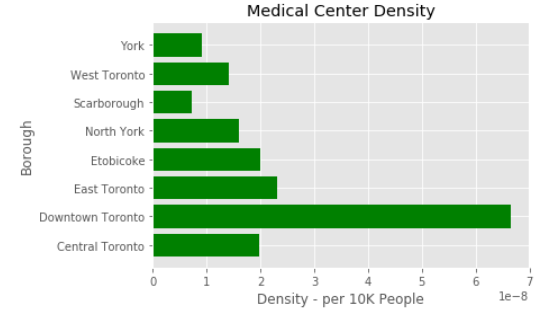 Medical Center Density
York
West Toronto
Scarborough
North York
Etobicoke
East Toronto
Downtown Toronto
Central Toronto
Borough
0 1 2 3 4 5 6 7
1e−8
Density - per 10K People